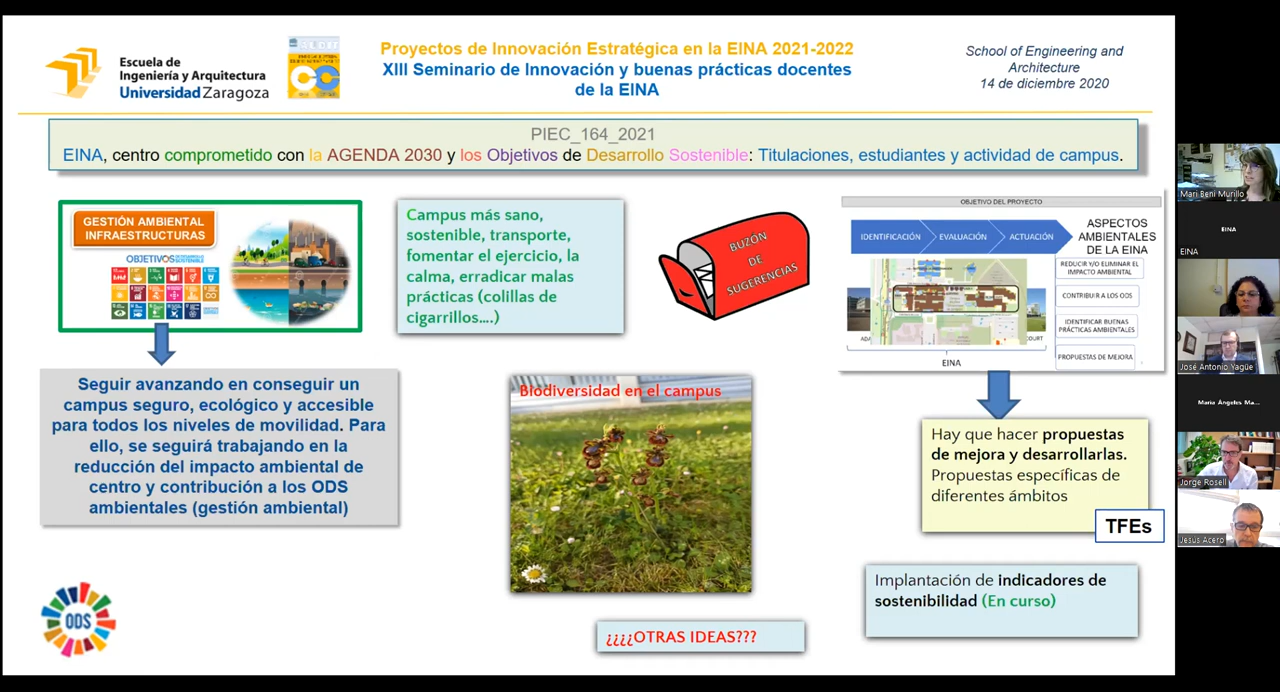 Escuela de
Ingeniería y Arquitectura
Universidad Zaragoza
Proyectos de Innovación Estratégica en la EINA 2021-2022
XIII Seminario de Innovación y buenas prácticas docentes
de la EINA
School of Engineering and
Architecture
14 de diciembre 2020
PIEC_164_2021
EINA, centro comprometido con la AGENDA 2030 y los Objetivos de Desarrollo Sostenible: Titulaciones, estudiantes y actividad de campus.
GESTIÓN AMBIENTAL
INFRAESTRUCTURAS
OBJETIVOS
Campus más sano,
sostenible, transporte,
fomentar el ejercicio, la
calma, erradicar malas
prácticas (colillas de
cigarrillos....)
BUZÓN
DE
SUGERENCIAS
OBJETIVO DEL PROYECTO
IDENTIFICACIÓN
EVALUACIÓN
ACTUACIÓN
ASPECTOS
AMBIENTALES
DE LA EINA
REDUCIR Y/O ELIMINAR EL
IMPACTO AMBIENTAL
CONTRIBUIR A LOS ODS
IDENTIFICAR BUENAS
PRÁCTICAS AMBIENTALES
PROPUESTAS DE MEJORA
EINA
Seguir avanzando en conseguir un
campus seguro, ecológico y accesible
para todos los niveles de movilidad. Para
ello, se seguirá trabajando en la
reducción del impacto ambiental de
centro y contribución a los ODS
ambientales (gestión ambiental)
Biodiversidad en el campus
Hay que hacer propuestas
de mejora y desarrollarlas.
Propuestas específicas de
diferentes ámbitos
TFEs
Implantación de indicadores de
sostenibilidad (En curso)
ODS
¿¿¿¿OTRAS IDEAS???
Mari Beni Murillo
EINA
EINA
José Antonio Yagüe
María Ángeles Ma...
Jorge Rosell
Jesús Acero